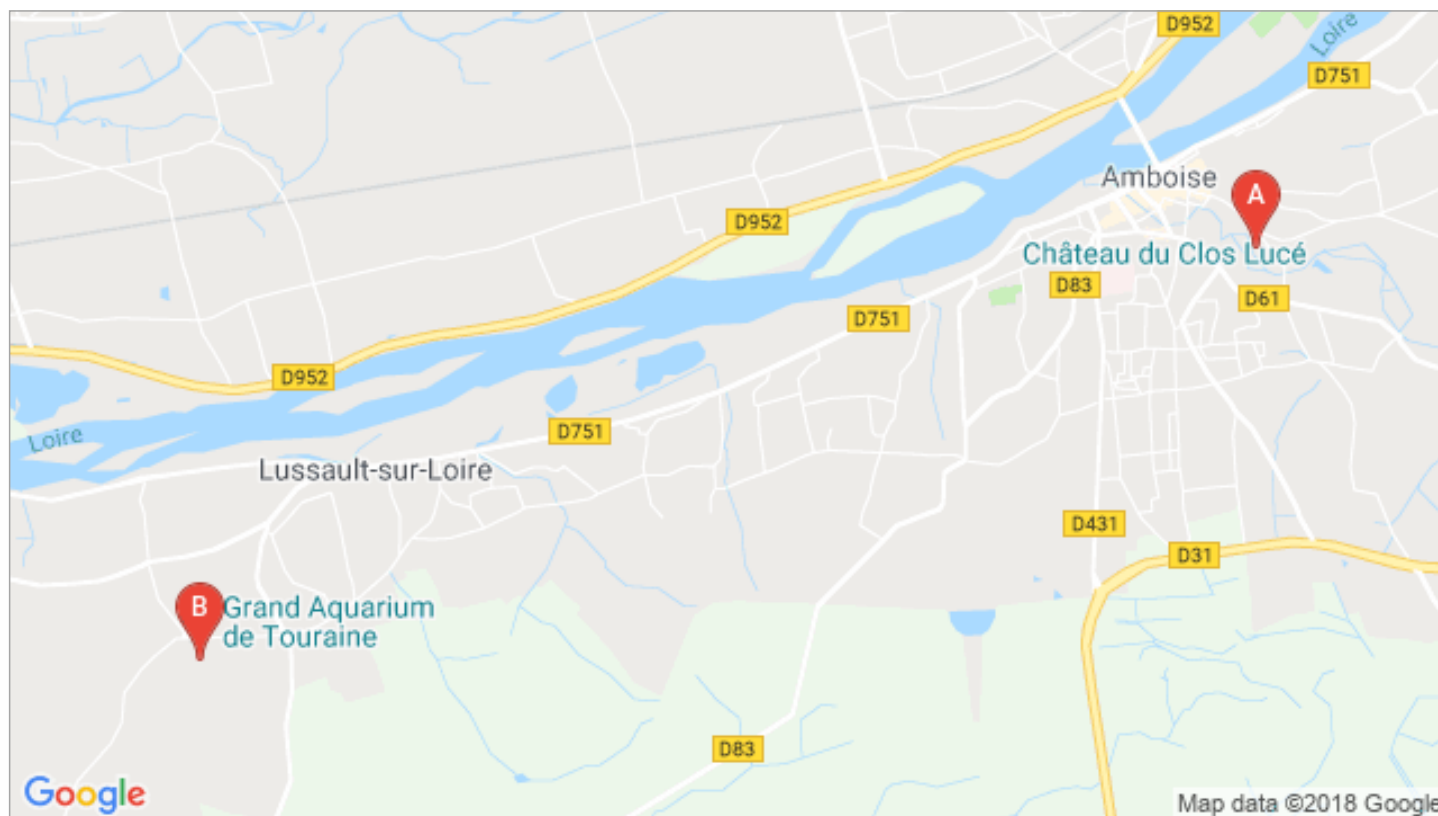 D952
Loire
D751
Amboise
A
D952
Château du Clos Lucé
D83
D61
D751
D952
D751
Loire
Lussault-sur-Loire
D431
D31
B
Grand Aquarium
de Touraine
D83
Google
Map data ©2018 Google